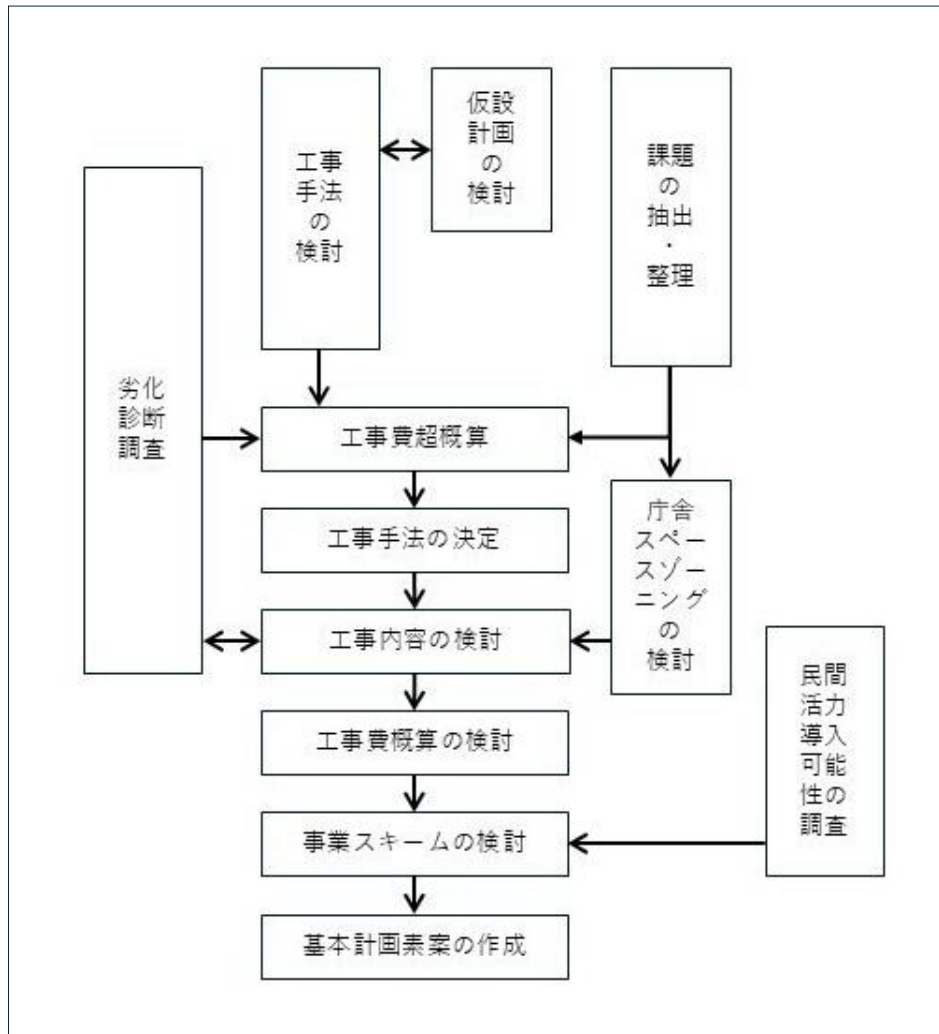 工事
手法
の
検討
仮設
計画
の
検討
課題
の
抽出
・
整理
劣化
診断
調査
工事費超概算
工事手法の決定
庁舎
スペー
スゾー
ニング
の
検討
工事内容の検討
民間
活力
導入
可能
性の
調査
工事費概算の検討
事業スキームの検討
基本計画素案の作成